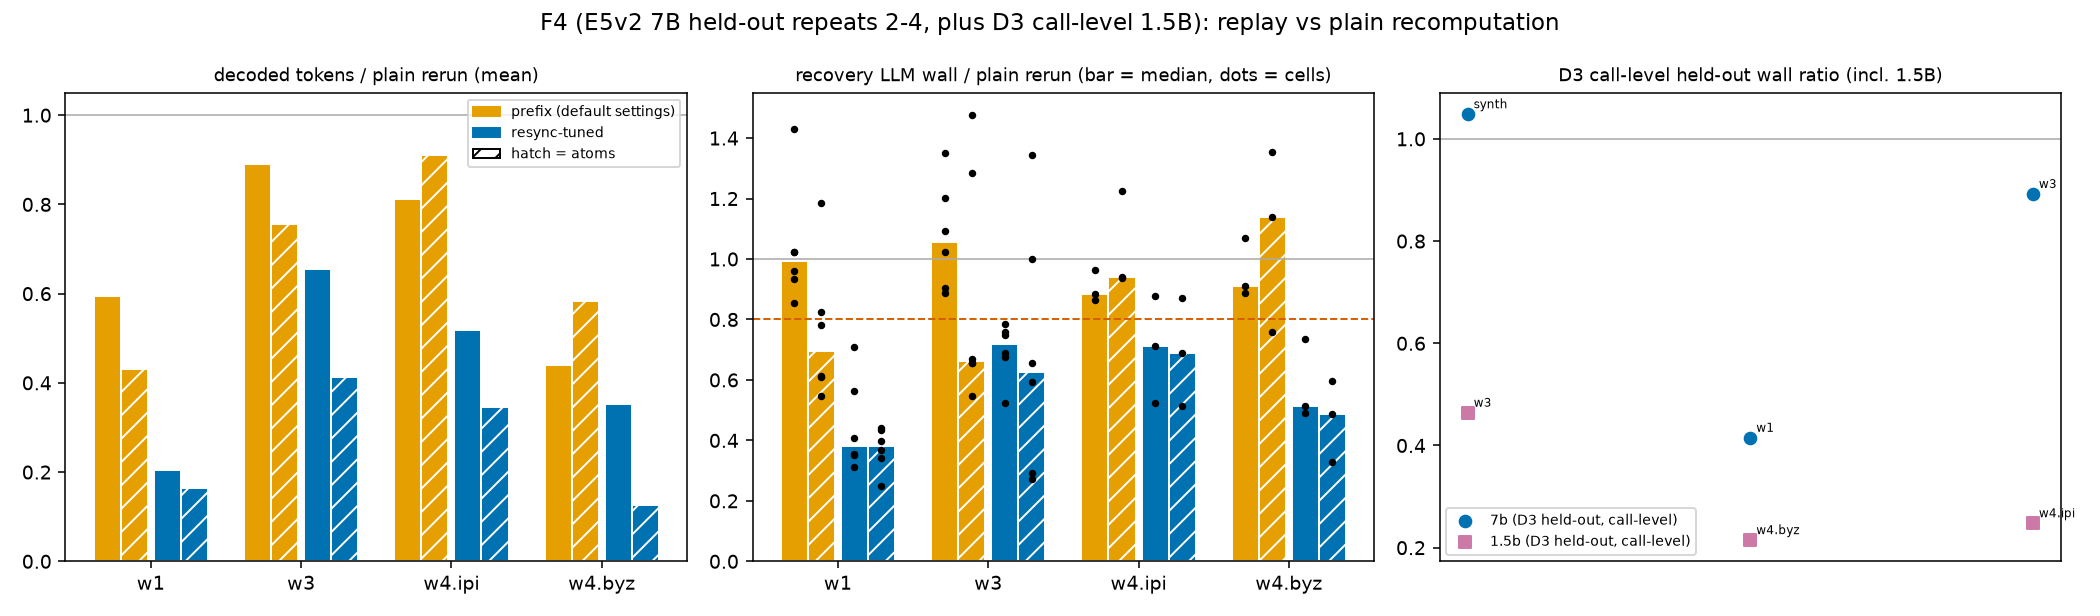 F4 (E5v2 7B held-out repeats 2-4, plus D3 call-level 1.5B): replay vs plain recomputation
decoded tokens / plain rerun (mean)
1.0
0.8
0.6
0.4
0.2
0.0
prefix (default settings)
resync-tuned
hatch = atoms
w1
w3
w4.ipi
w4.byz
recovery LLM wall / plain rerun (bar = median, dots = cells)
1.4
1.2
1.0
0.8
0.6
0.4
0.2
0.0
w1
w3
w4.ipi
w4.byz
D3 call-level held-out wall ratio (incl. 1.5B)
1.0
0.8
0.6
0.4
0.2
synth
w3
w3
w1
w4.ipi
w4.byz
7b (D3 held-out, call-level)
1.5b (D3 held-out, call-level)